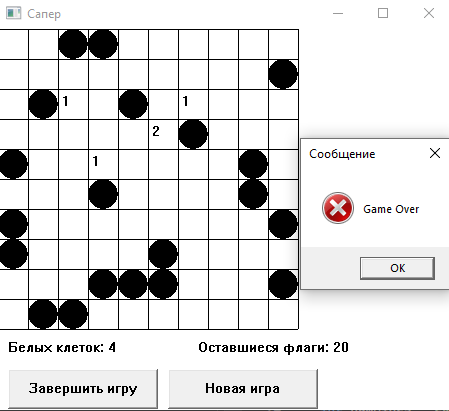 Сапер
1 1
2
1
Сообщение
Game Over
OK
Белых клеток: 4 Оставшиеся флаги: 20
Завершить игру Новая игра